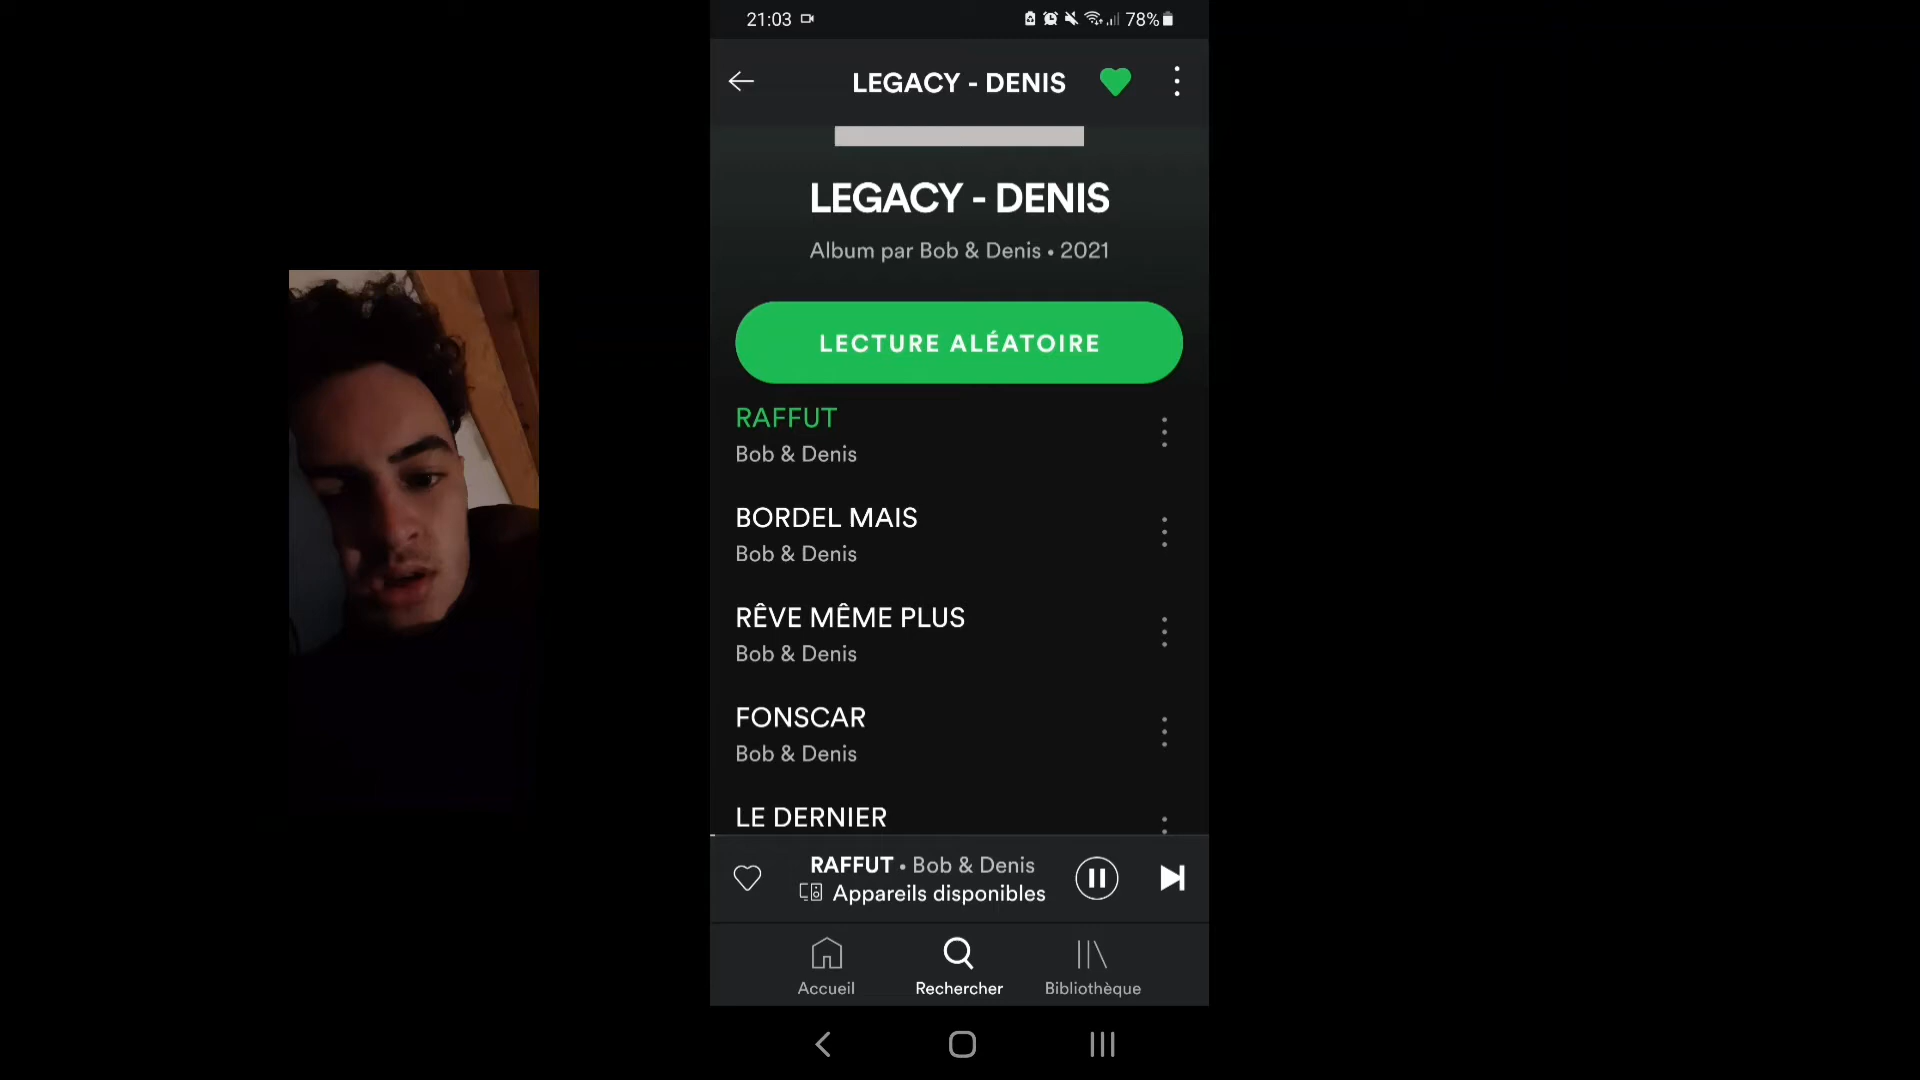 21:03
78%
LEGACY - DENIS
LEGACY - DENIS
Album par Bob & Denis • 2021
LECTURE ALÉATOIRE
RAFFUT
Bob & Denis
BORDEL MAIS
Bob & Denis
RÊVE MÊME PLUS
Bob & Denis
FONSCAR
Bob & Denis
LE DERNIER
RAFFUT • Bob & Denis
Appareils disponibles
Accueil
Rechercher
Bibliothèque